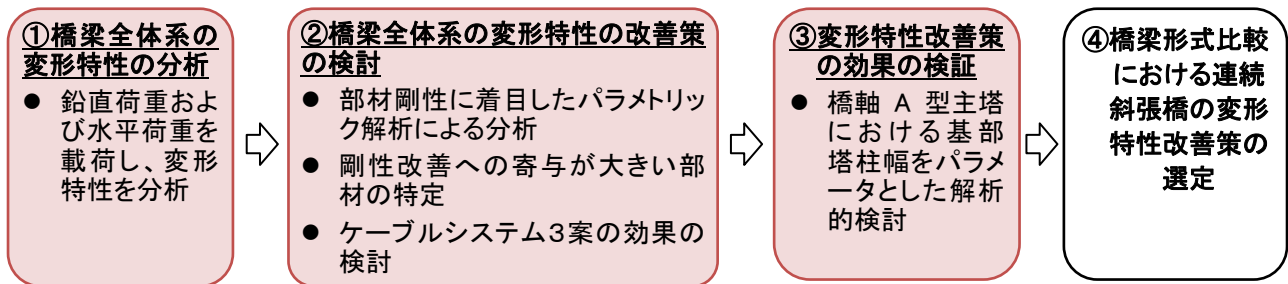 ①橋梁全体系の
変形特性の分析
● 鉛直荷重およ
び水平荷重を
載荷し、変形
特性を分析
②橋梁全体系の変形特性の改善策
の検討
● 部材剛性に着目したパラメトリッ
ク解析による分析
● 剛性改善への寄与が大きい部
材の特定
● ケーブルシステム3案の効果の
検討
③変形特性改善策
の効果の検証
● 橋軸 A 型主塔
における基部
塔柱幅をパラメ
ータとした解析
的検討
④橋梁形式比較
における連続
斜張橋の変形
特性改善策の
選定